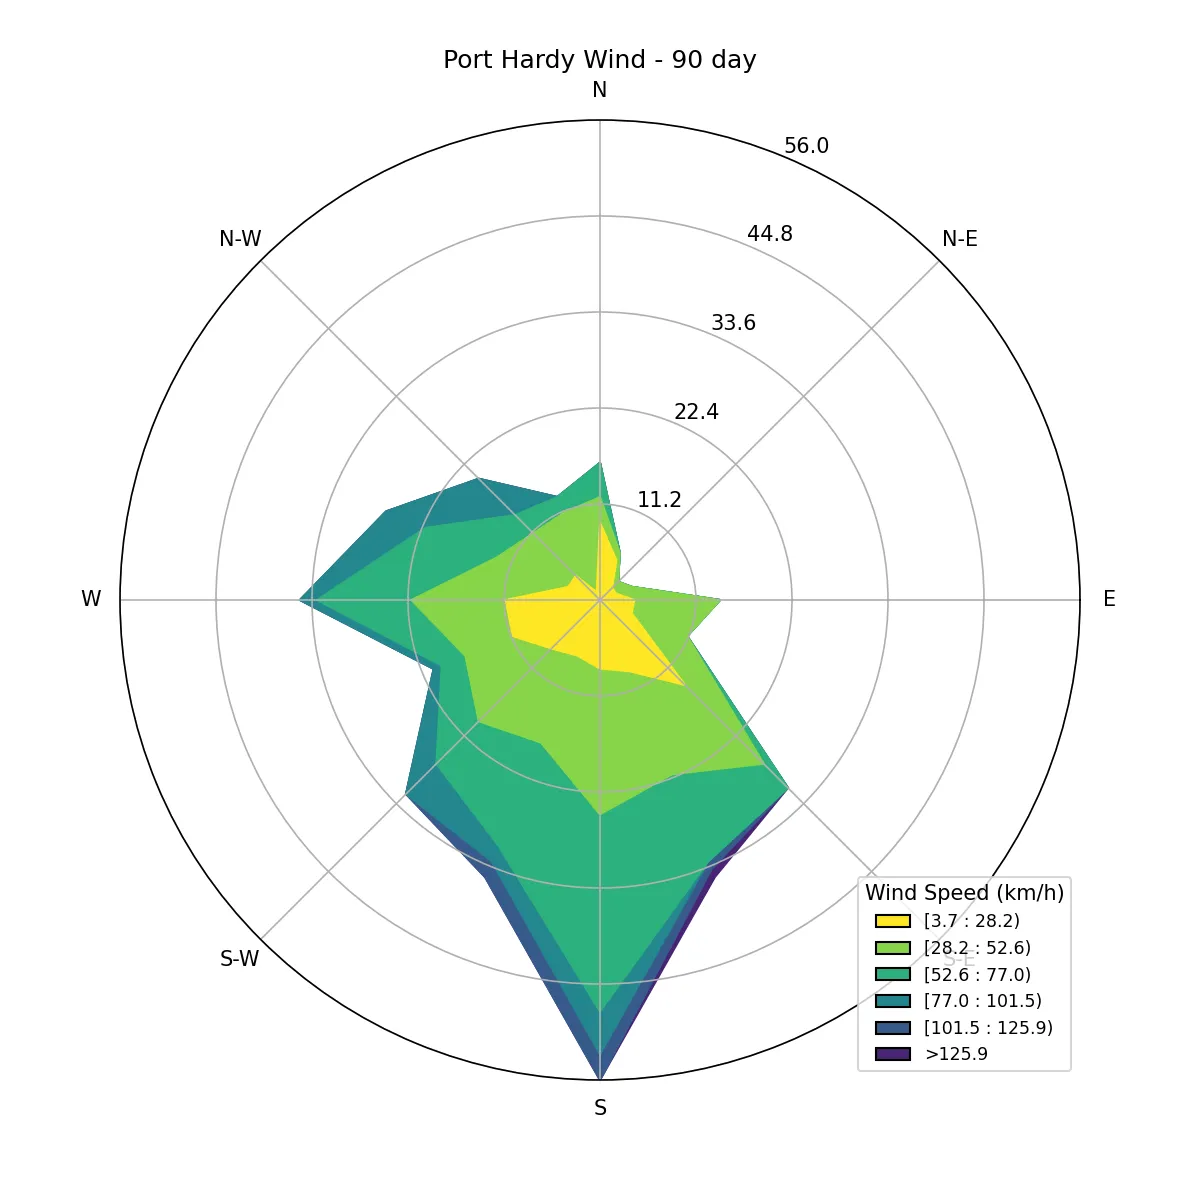 Port Hardy Wind - 90 day
N
56.0
N-W
N-E
44.8
33.6
22.4
11.2
W
E
S-W
S-E
Wind Speed (km/h)
[3.7 : 28.2)
[28.2 : 52.6)
[52.6 : 77.0)
[77.0 : 101.5)
[101.5 : 125.9)
>125.9
S